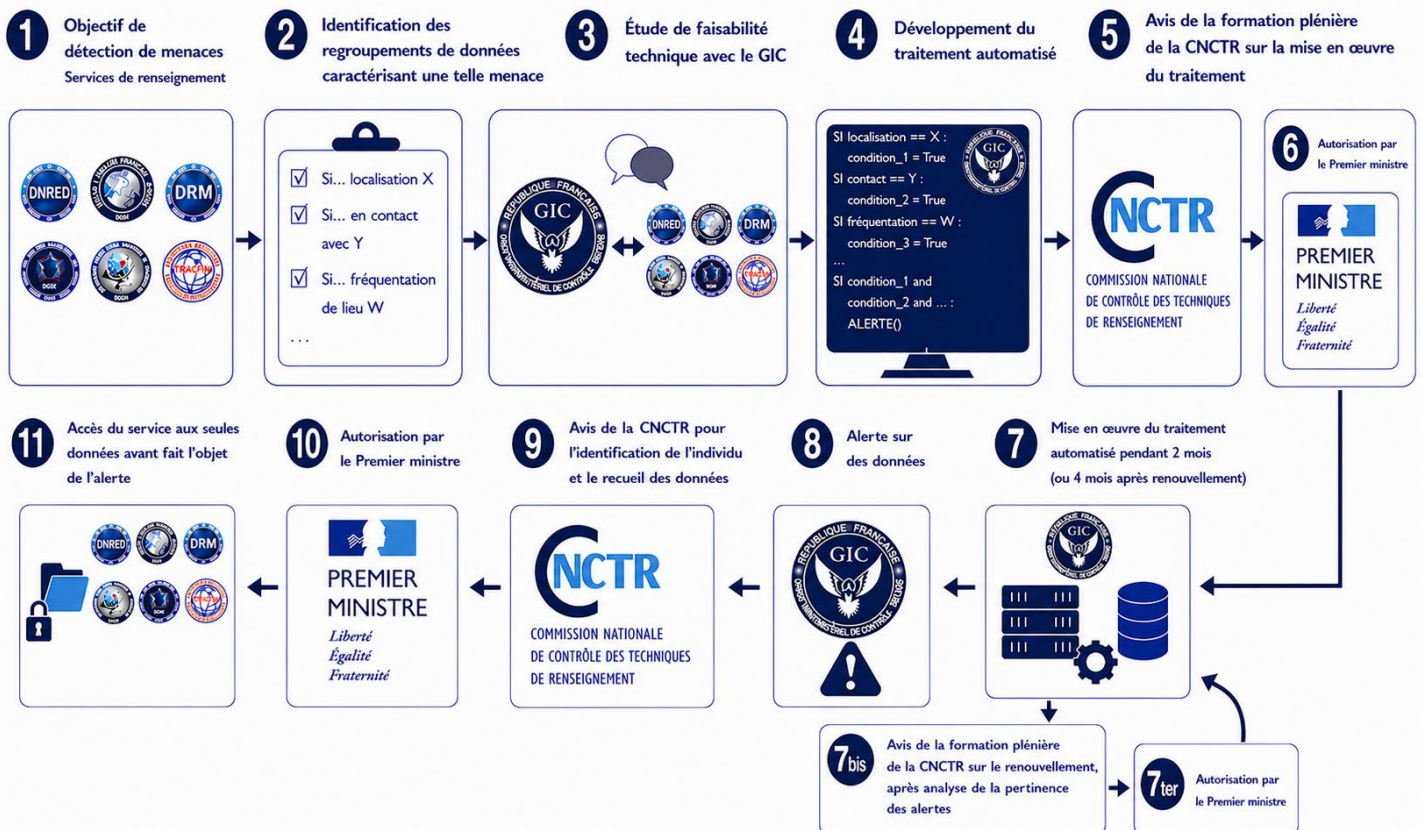 1
Objectif de
détection de menaces
Services de renseignement
2
Identification des
regroupements de données
caractérisant une telle menace
3
Étude de faisabilité
technique avec le GIC
4
Développement du
traitement automatisé
5
Avis de la formation plénière
de la CNCTR sur la mise en œuvre
du traitement
DNRED
DGSE
DRM
TRACFIN
Si... localisation X
Si... en contact
avec Y
Si... fréquentation
de lieu W
...
RÉPUBLIQUE FRANÇAISE
GIC
DNRED
DRM
SI localisation == X :
condition_1 = True
SI contact == Y :
condition_2 = True
SI fréquentation == W :
condition_3 = True
...
SI condition_1 and
condition_2 and ... :
ALERTE()
GIC
CNCTR
COMMISSION NATIONALE
DE CONTRÔLE DES TECHNIQUES
DE RENSEIGNEMENT
6
Autorisation par
le Premier ministre
PREMIER
MINISTRE
Liberté
Égalité
Fraternité
11
Accès du service aux seules
données avant fait l'objet
de l'alerte
10
Autorisation par
le Premier ministre
9
Avis de la CNCTR pour
l'identification de l'individu
et le recueil des données
8
Alerte sur
des données
7
Mise en œuvre du traitement
automatisé pendant 2 mois
(ou 4 mois après renouvellement)
DNRED
DRM
PREMIER
MINISTRE
Liberté
Égalité
Fraternité
CNCTR
COMMISSION NATIONALE
DE CONTRÔLE DES TECHNIQUES
DE RENSEIGNEMENT
RÉPUBLIQUE FRANÇAISE
GIC
GIC
7bis
Avis de la formation plénière
de la CNCTR sur le renouvellement,
après analyse de la pertinence
des alertes
7ter
Autorisation par
le Premier ministre